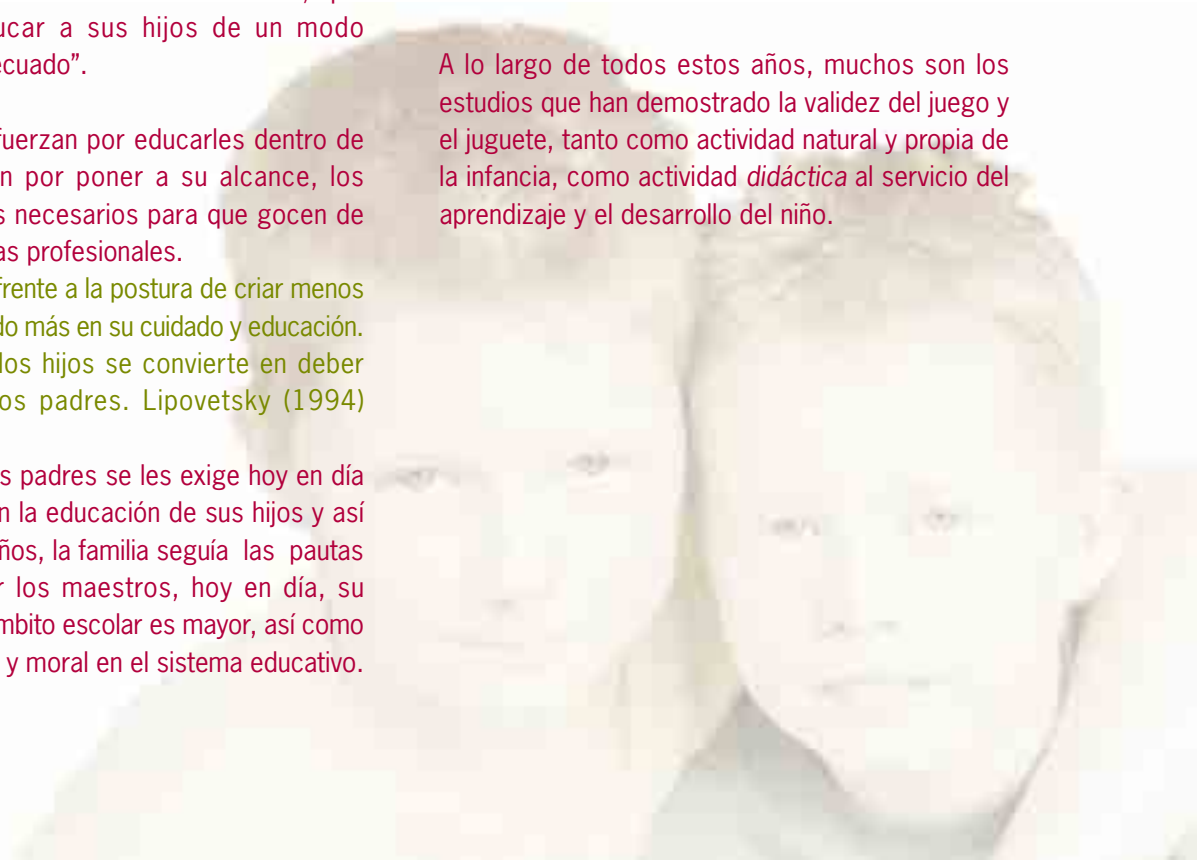 ucar a sus hijos de un modo
ecuado”.
fuerzan por educarles dentro de
n por poner a su alcance, los
s necesarios para que gocen de
as profesionales.
frente a la postura de criar menos
do más en su cuidado y educación.
los hijos se convierte en deber
os padres. Lipovetsky (1994)
s padres se les exige hoy en día
n la educación de sus hijos y así
ños, la familia seguía las pautas
r los maestros, hoy en día, su
mbito escolar es mayor, así como
y moral en el sistema educativo.
A lo largo de todos estos años, muchos son los
estudios que han demostrado la validez del juego y
el juguete, tanto como actividad natural y propia de
la infancia, como actividad didáctica al servicio del
aprendizaje y el desarrollo del niño.